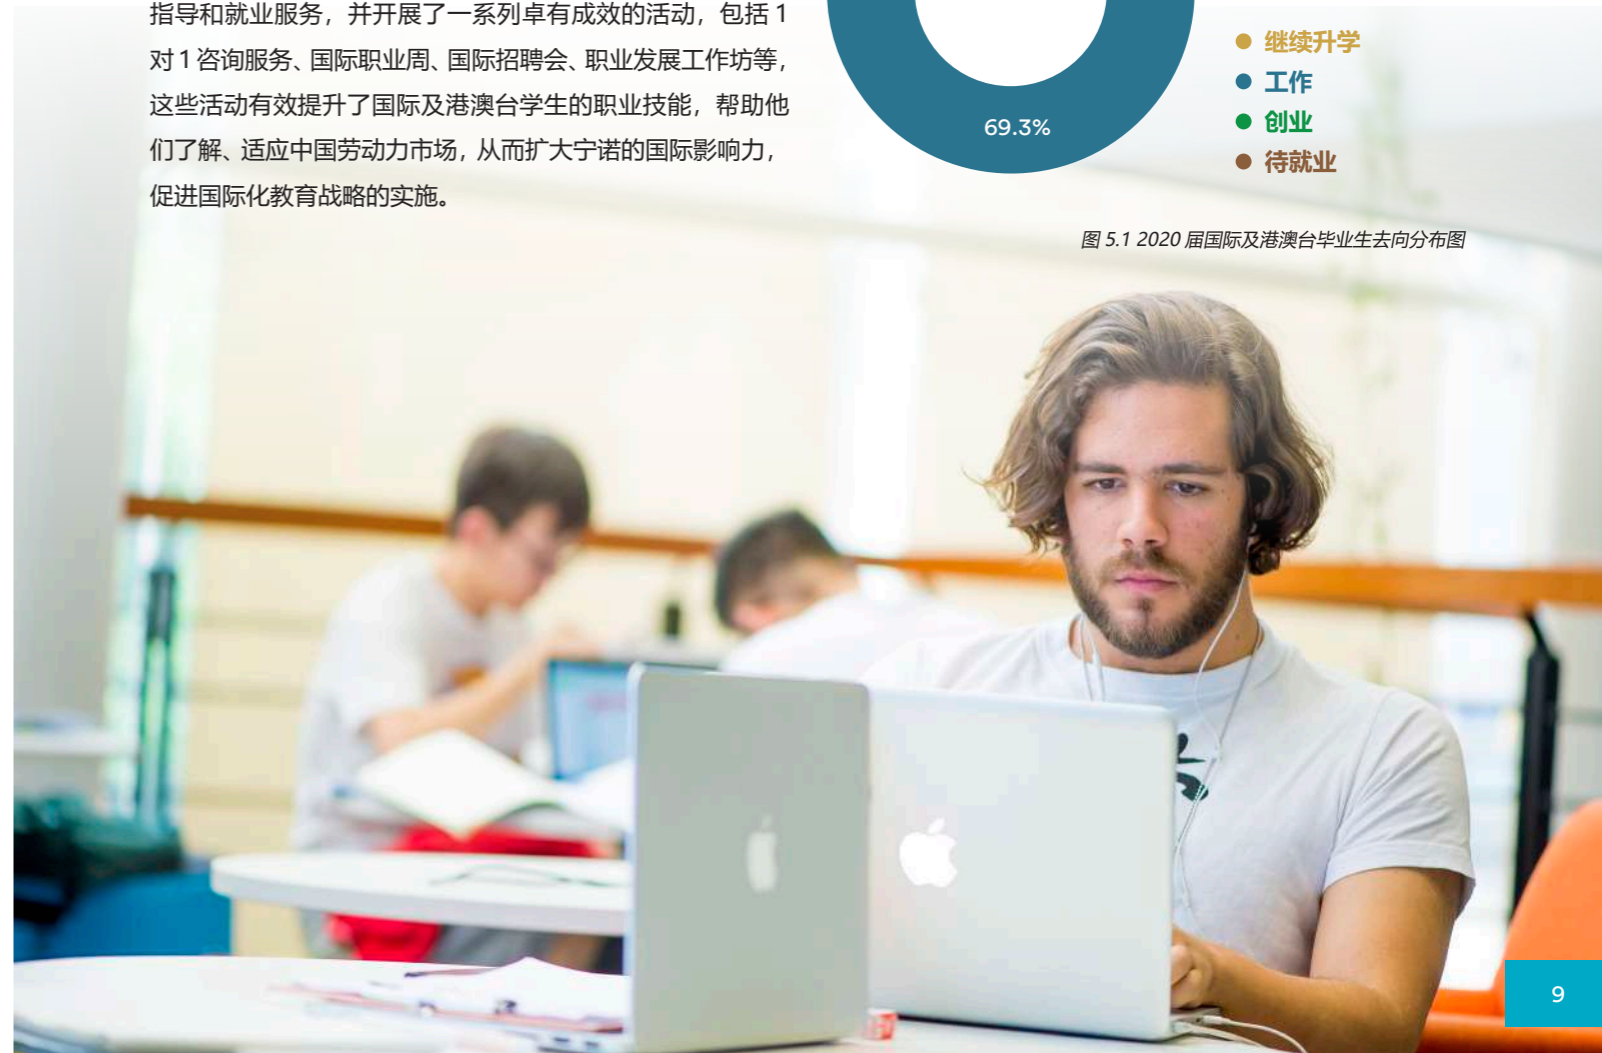 指导和就业服务，并开展了一系列卓有成效的活动，包括 1
对 1 咨询服务、国际职业周、国际招聘会、职业发展工作坊等，
这些活动有效提升了国际及港澳台学生的职业技能，帮助他
们了解、适应中国劳动力市场，从而扩大宁诺的国际影响力，
促进国际化教育战略的实施。
69.3%
继续升学
工作
创业
待就业
图 5.1 2020 届国际及港澳台毕业生去向分布图
9